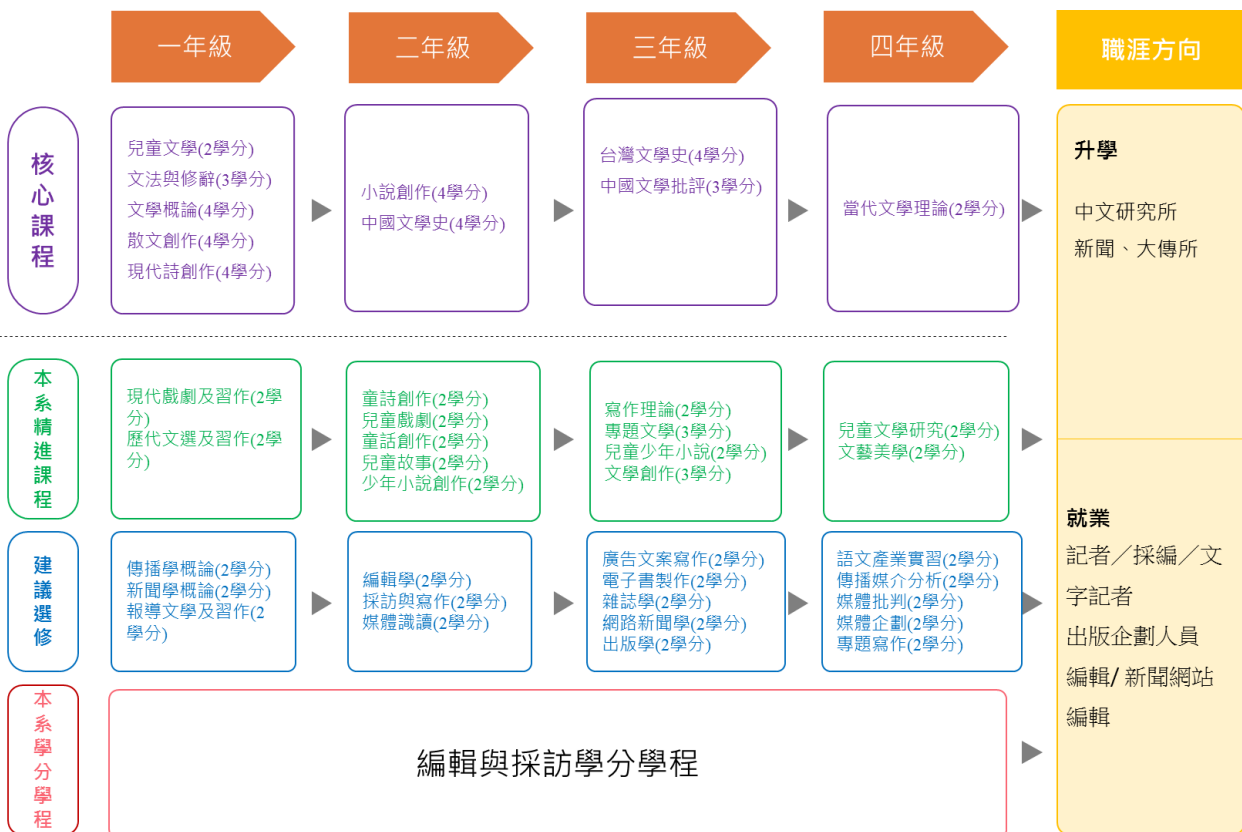 一年級
二年級
三年級
四年級
職涯方向
核心課程
兒童文學(2學分)
文法與修辭(3學分)
文學概論(4學分)
散文創作(4學分)
現代詩創作(4學分)
小說創作(4學分)
中國文學史(4學分)
台灣文學史(4學分)
中國文學批評(3學分)
當代文學理論(2學分)
升學
中文研究所
新聞、大傳所
本系精進課程
現代戲劇及習作(2學
分)
歷代文選及習作(2學
分)
童詩創作(2學分)
兒童戲劇(2學分)
童話創作(2學分)
兒童故事(2學分)
少年小說創作(2學分)
寫作理論(2學分)
專題文學(3學分)
兒童少年小說(2學分)
文學創作(3學分)
兒童文學研究(2學分)
文藝美學(2學分)
建議選修
傳播學概論(2學分)
新聞學概論(2學分)
報導文學及習作(2
學分)
編輯學(2學分)
採訪與寫作(2學分)
媒體識讀(2學分)
廣告文案寫作(2學分)
電子書製作(2學分)
雜誌學(2學分)
網路新聞學(2學分)
出版學(2學分)
語文產業實習(2學分)
傳播媒介分析(2學分)
媒體批判(2學分)
媒體企劃(2學分)
專題寫作(2學分)
就業
記者／採編／文
字記者
出版企劃人員
編輯/ 新聞網站
編輯
本系學分學程
編輯與採訪學分學程